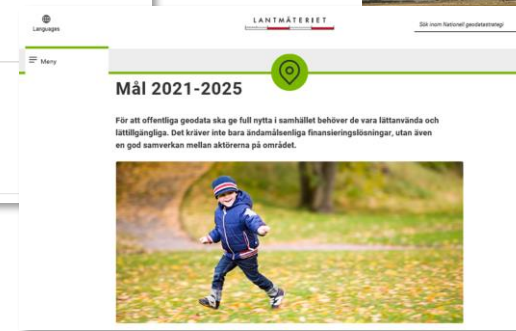 Languages
LANTMÄTERIET
Sök inom Nationell geodatastrategi
Meny
Mål 2021-2025
För att offentliga geodata ska ge full nytta i samhället behöver de vara lättanvända och
lättillgängliga. Det kräver inte bara ändamålsenliga finansieringslösningar, utan även
en god samverkan mellan aktörerna på området.